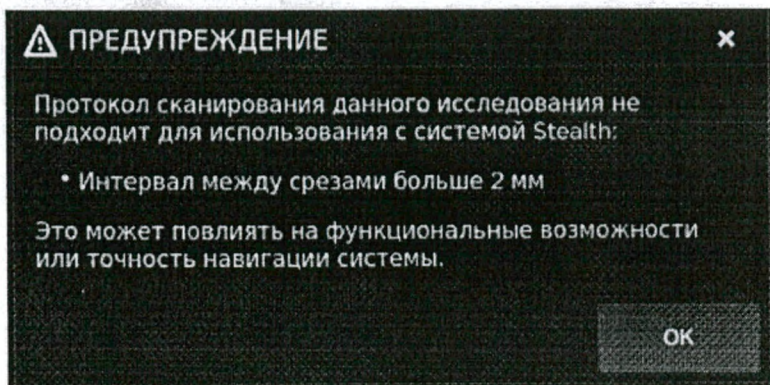 ПРЕДУПРЕЖДЕНИЕ
Протокол сканирования данного исследования не
подходит для использования с системой Stealth:
• Интервал между срезами больше 2 мм
Это может повлиять на функциональные возможности
или точность навигации системы.
ОК